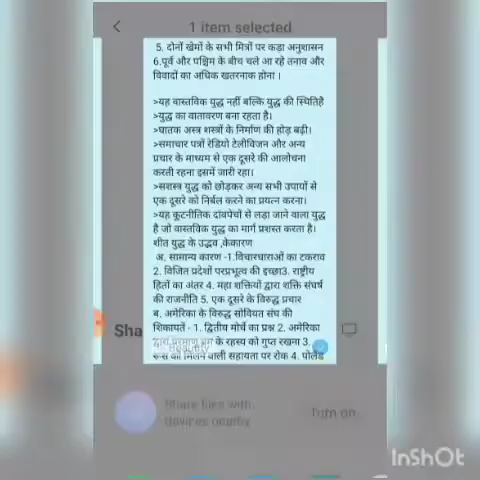 1 item selected
5. दोनों खेमों के सभी मित्रों पर कड़ा अनुशासन
6.पूर्व और पश्चिम के बीच चले आ रहे तनाव और
विवादों का अधिक खतरनाक होना ।
>यह वास्तविक युद्ध नहीं बल्कि युद्ध की स्थितिहै
>युद्ध का वातावरण बना रहता है।
>घातक अस्त्र शस्त्रों के निर्माण की होड़ बढ़ी।
>समाचार पत्रों रेडियो टेलीविजन और अन्य
प्रचार के माध्यम से एक दूसरे की आलोचना
करती रहना इसमें जारी रहा।
>सशस्त्र युद्ध को छोड़कर अन्य सभी उपायों से
एक दूसरे को निर्बल करने का प्रयत्न करना।
>यह कूटनीतिक दांवपेचों से लड़ा जाने वाला युद्ध
है जो वास्तविक युद्ध का मार्ग प्रशस्त करता है।
शीत युद्ध के उद्भव ,केकारण
अ. सामान्य कारण -1.विचारधाराओं का टकराव
2. विजित प्रदेशों परप्रभूत्व की इच्छा3. राष्ट्रीय
हितों का अंतर 4. महा शक्तियों द्वारा शक्ति संघर्ष
की राजनीति 5. एक दूसरे के विरुद्ध प्रचार
ब. अमेरिका के विरुद्ध सोवियत संघ की
शिकायतें - 1. द्वितीय मोर्चे का प्रश्न 2. अमेरिका
द्वारा परमाणु बम के रहस्य को गुप्त रखना 3.
रूस को मिलने वाली सहायता पर रोक 4. पोलैंड
Sha
Share files with
devices nearby
Turn on
InShOt